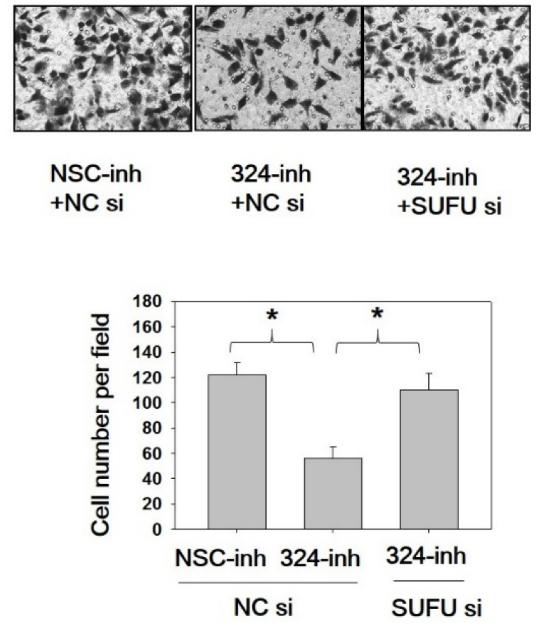 NSC-inh 324-inh 324-inh
+NC si +NC si +SUFU si
180
160
140
120
100
80
60
40
20
0
Cell number per field
* *
NSC-inh 324-inh 324-inh
NC si SUFU si